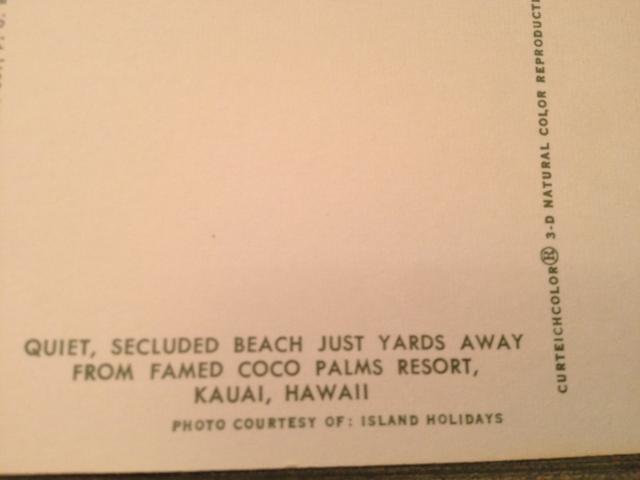 QUIET, SECLUDED BEACH JUST YARDS AWAY
FROM FAMED COCO PALMS RESORT,
KAUAI, HAWAII
PHOTO COURTESY OF: ISLAND HOLIDAYS
CURTEICHCOLOR® 3-D NATURAL COLOR REPRODUCTI